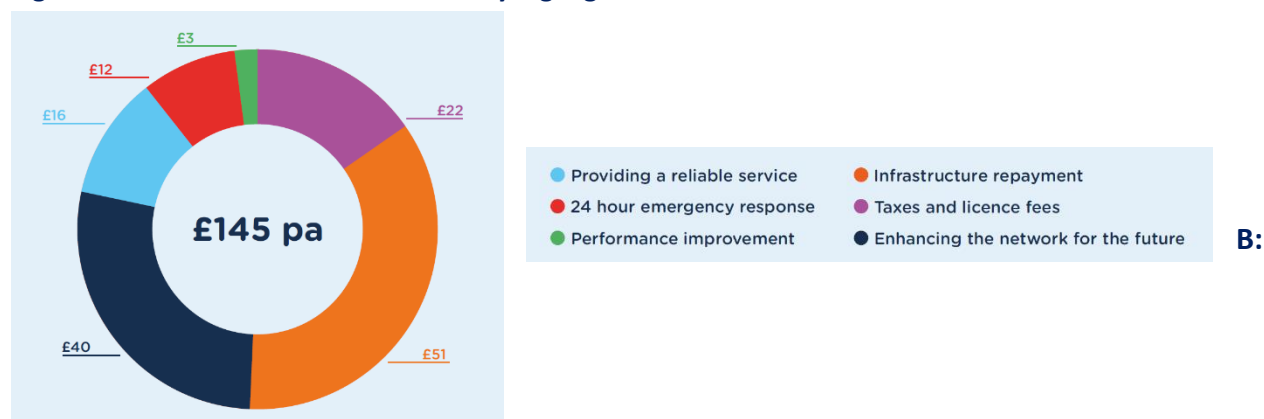 £3
£12
£16
£22
£145 pa
£40
£51
Providing a reliable service
Infrastructure repayment
24 hour emergency response
Taxes and licence fees
Performance improvement
Enhancing the network for the future
B: